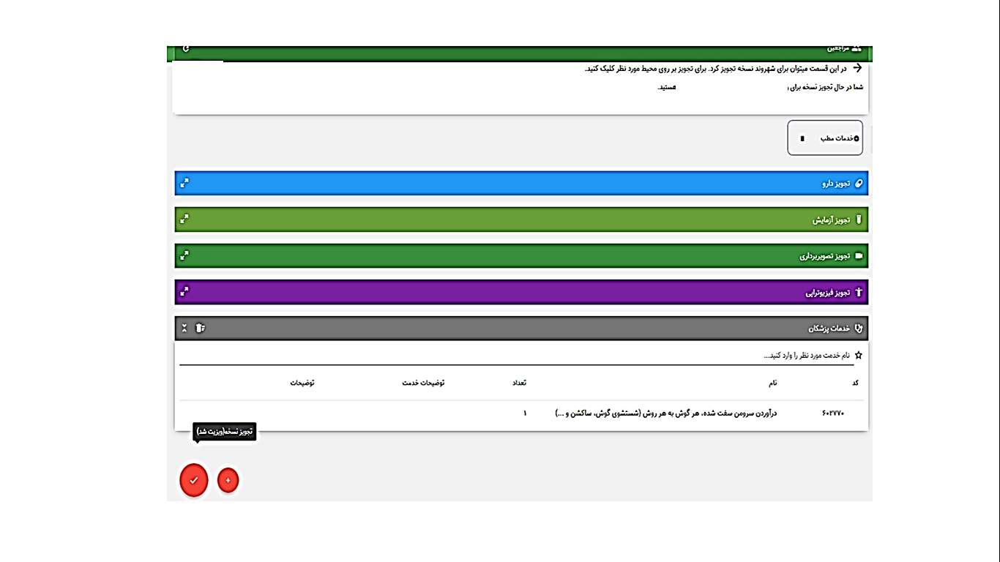 مراجعین
در این قسمت میتوان برای شهروند نسخه تجویز کرد. برای تجویز بر روی محیط مورد نظر کلیک کنید.
شما در حال تجویز نسخه برای هستید.
خدمات مطب
تجویز دارو
تجویز آزمایش
تجویز تصویربرداری
تجویز فیزیوتراپی
خدمات پزشکان
نام خدمت مورد نظر را وارد کنید...
کد نام تعداد توضیحات خدمت توضیحات
۶۰۲۷۷۰ درآوردن سرومن سفت شده، هر گوش به هر روش (شستشوی گوش، ساکشن و ...) ۱
تجویز نسخه(ویزیت شد)